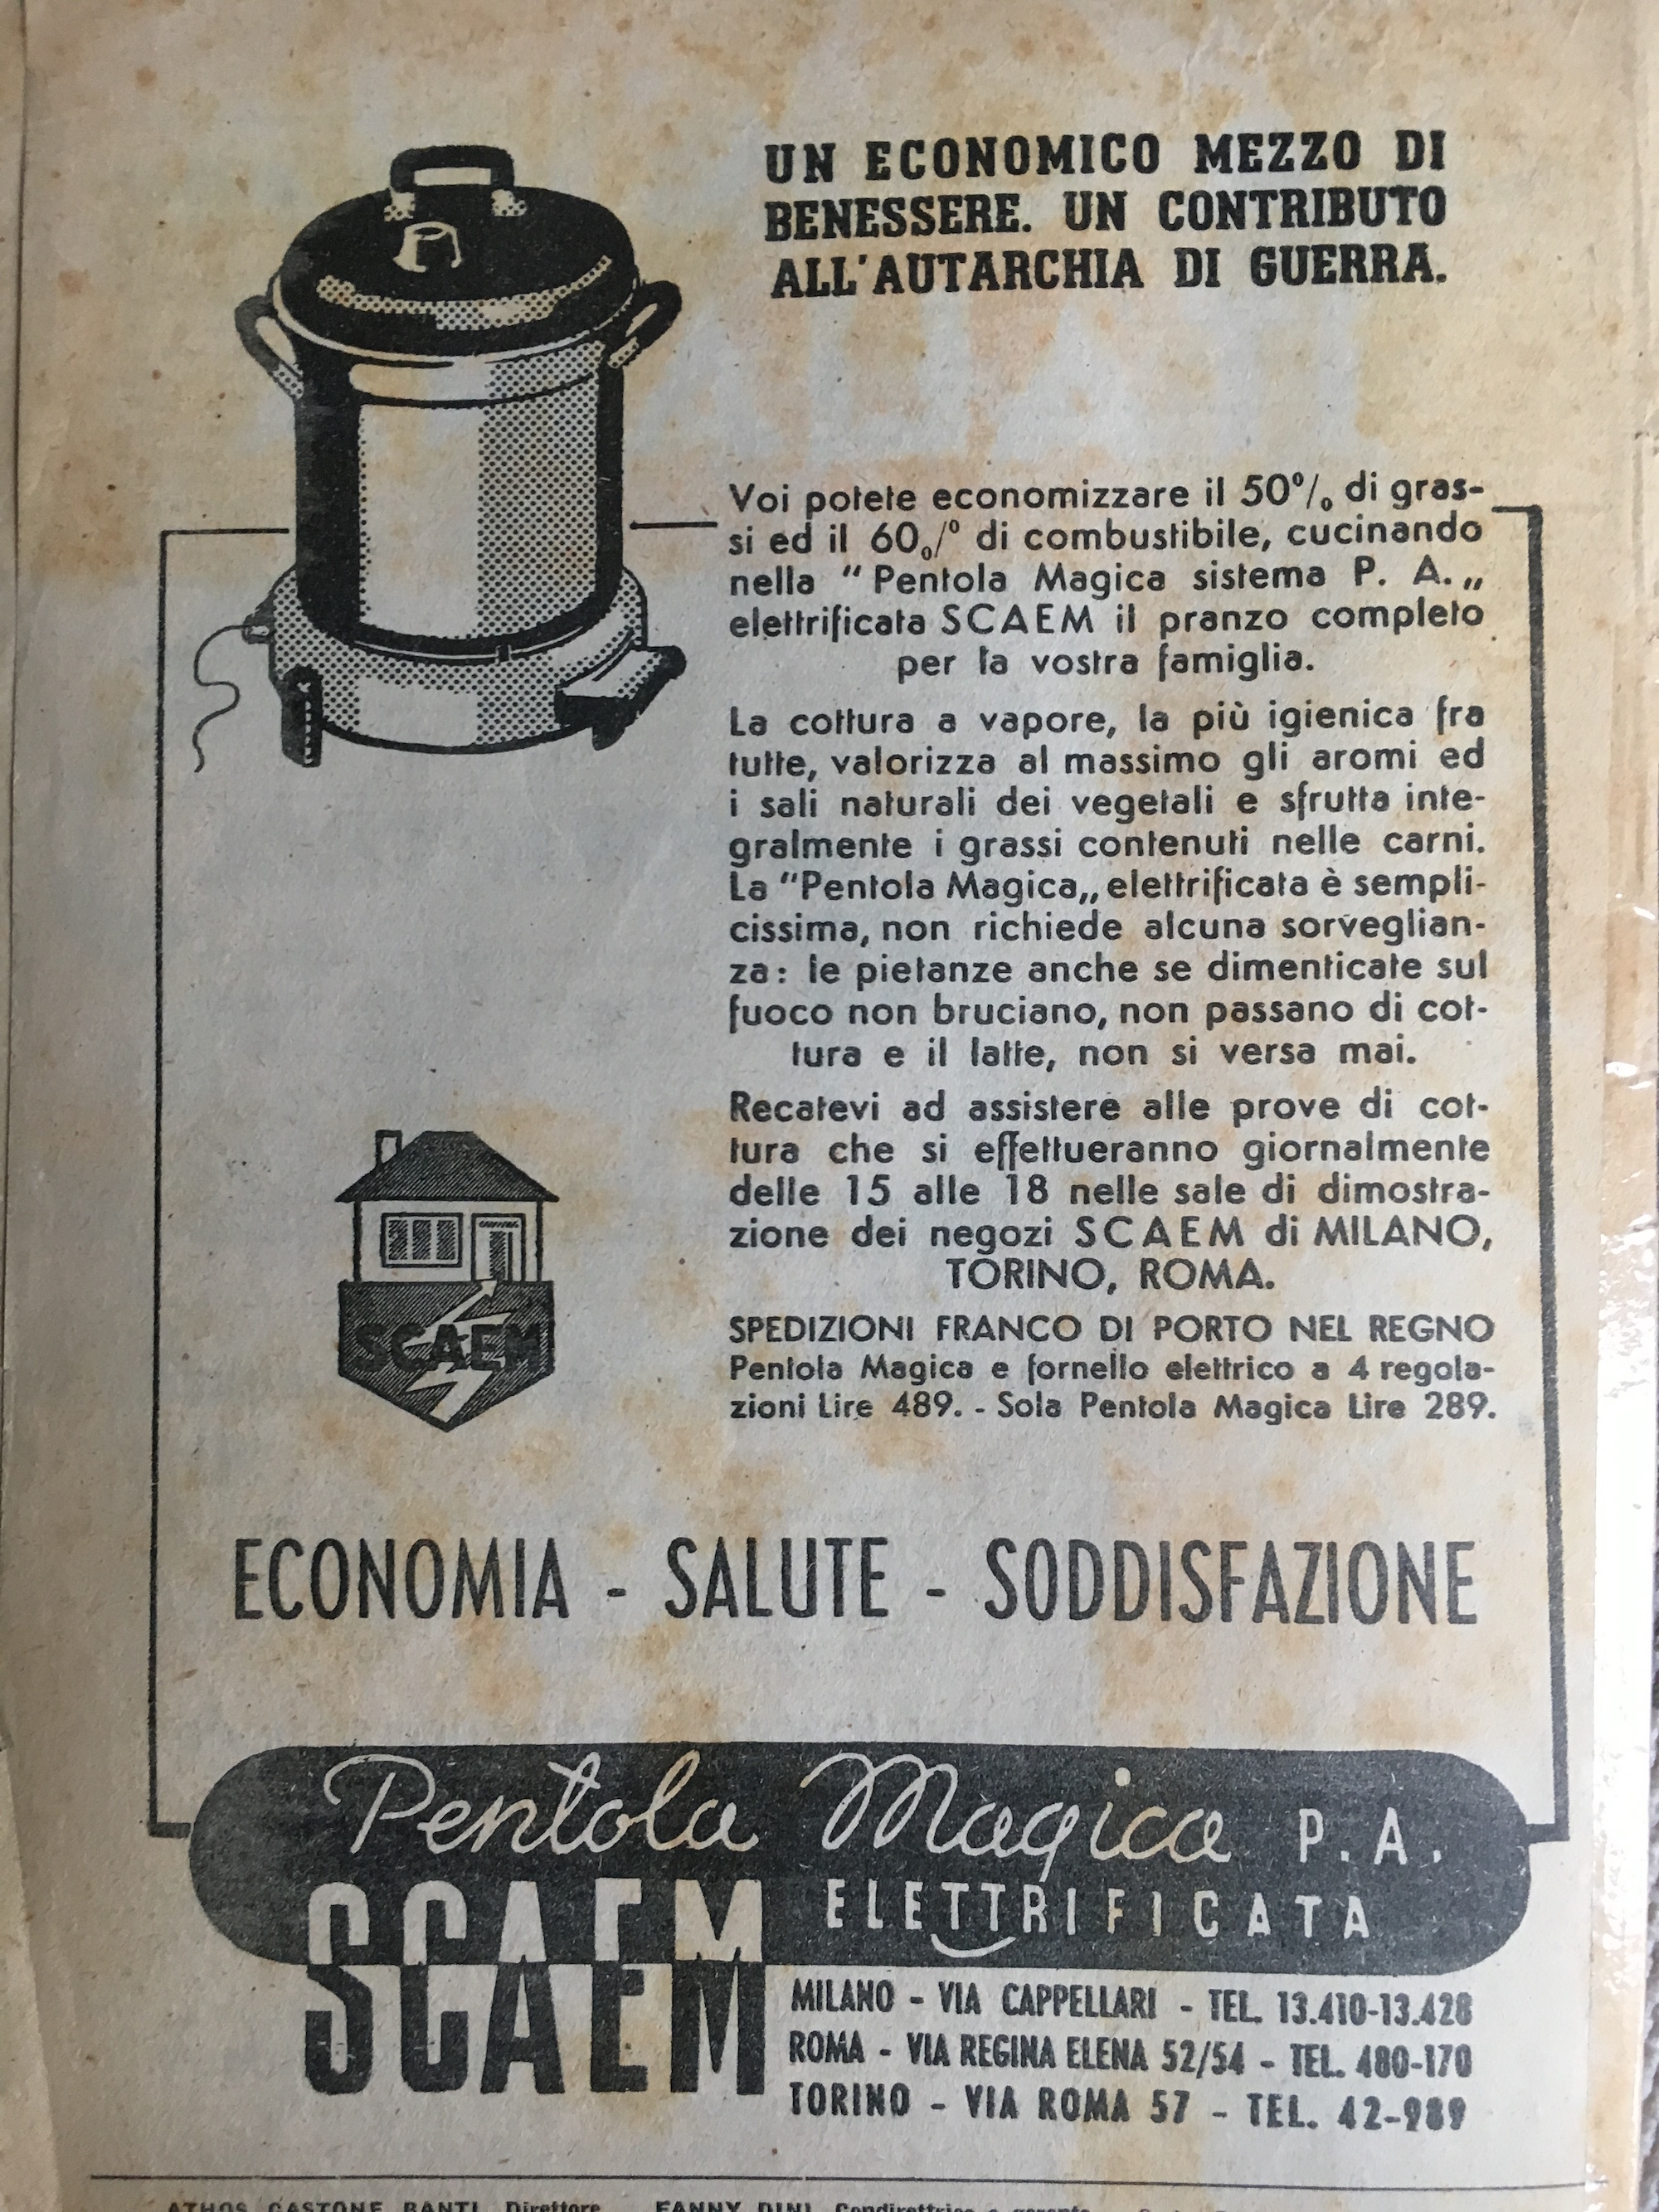 UN ECONOMICO MEZZO DI
BENESSERE. UN CONTRIBUTO
ALL'AUTARCHIA DI GUERRA.
Voi potete economizzare il 50% di gras-
si ed il 60% di combustibile, cucinando
nella “Pentola Magica sistema P. A.„
elettrificata SCAEM il pranzo completo
per la vostra famiglia.
La cottura a vapore, la più igienica fra
tutte, valorizza al massimo gli aromi ed
i sali naturali dei vegetali e sfrutta inte-
gralmente i grassi contenuti nelle carni.
La “Pentola Magica„ elettrificata è sempli-
cissima, non richiede alcuna sorveglian-
za: le pietanze anche se dimenticate sul
fuoco non bruciano, non passano di cot-
tura e il latte, non si versa mai.
Recatevi ad assistere alle prove di cot-
tura che si effettueranno giornalmente
delle 15 alle 18 nelle sale di dimostra-
zione dei negozi SCAEM di MILANO,
TORINO, ROMA.
SCAEM
SPEDIZIONI FRANCO DI PORTO NEL REGNO
Pentola Magica e fornello elettrico a 4 regola-
zioni Lire 489. - Sola Pentola Magica Lire 289.
ECONOMIA - SALUTE - SODDISFAZIONE
Pentola Magica P. A.
ELETTRIFICATA
SCAEM
MILANO - VIA CAPPELLARI - TEL. 13.410-13.428
ROMA - VIA REGINA ELENA 52/54 - TEL. 480-170
TORINO - VIA ROMA 57 - TEL. 42-989
ATHOS GASTONE BANTI, Direttore FANNY DINI, Condirettrice e gerente